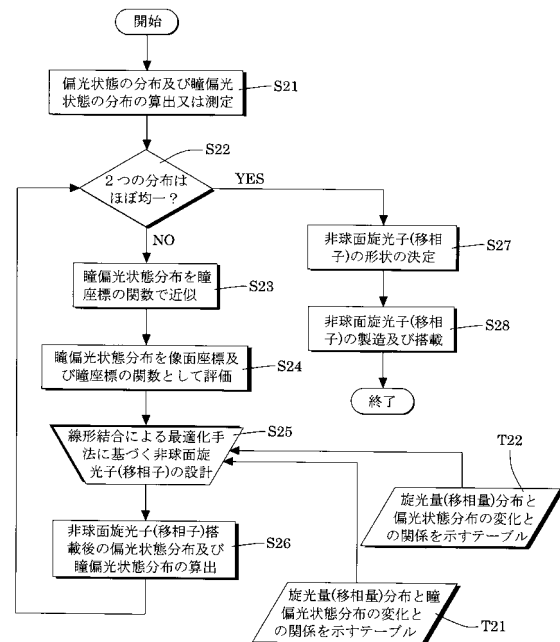 開始
偏光状態の分布及び瞳偏光
状態の分布の算出又は測定
S21
S22
2つの分布は
ほぼ均一?
YES
NO
瞳偏光状態分布を瞳
座標の関数で近似
S23
瞳偏光状態分布を像面座標及
び瞳座標の関数として評価
S24
線形結合による最適化手
法に基づく非球面旋
光子(移相子)の設計
S25
非球面旋光子(移相子)搭
載後の偏光状態分布及び
瞳偏光状態分布の算出
S26
非球面旋光子(移相
子)の形状の決定
S27
非球面旋光子(移相
子)の製造及び搭載
S28
終了
T22
旋光量(移相量)分布と
偏光状態分布の変化と
の関係を示すテーブル
旋光量(移相量)分布と瞳
偏光状態分布の変化と
の関係を示すテーブル
T21